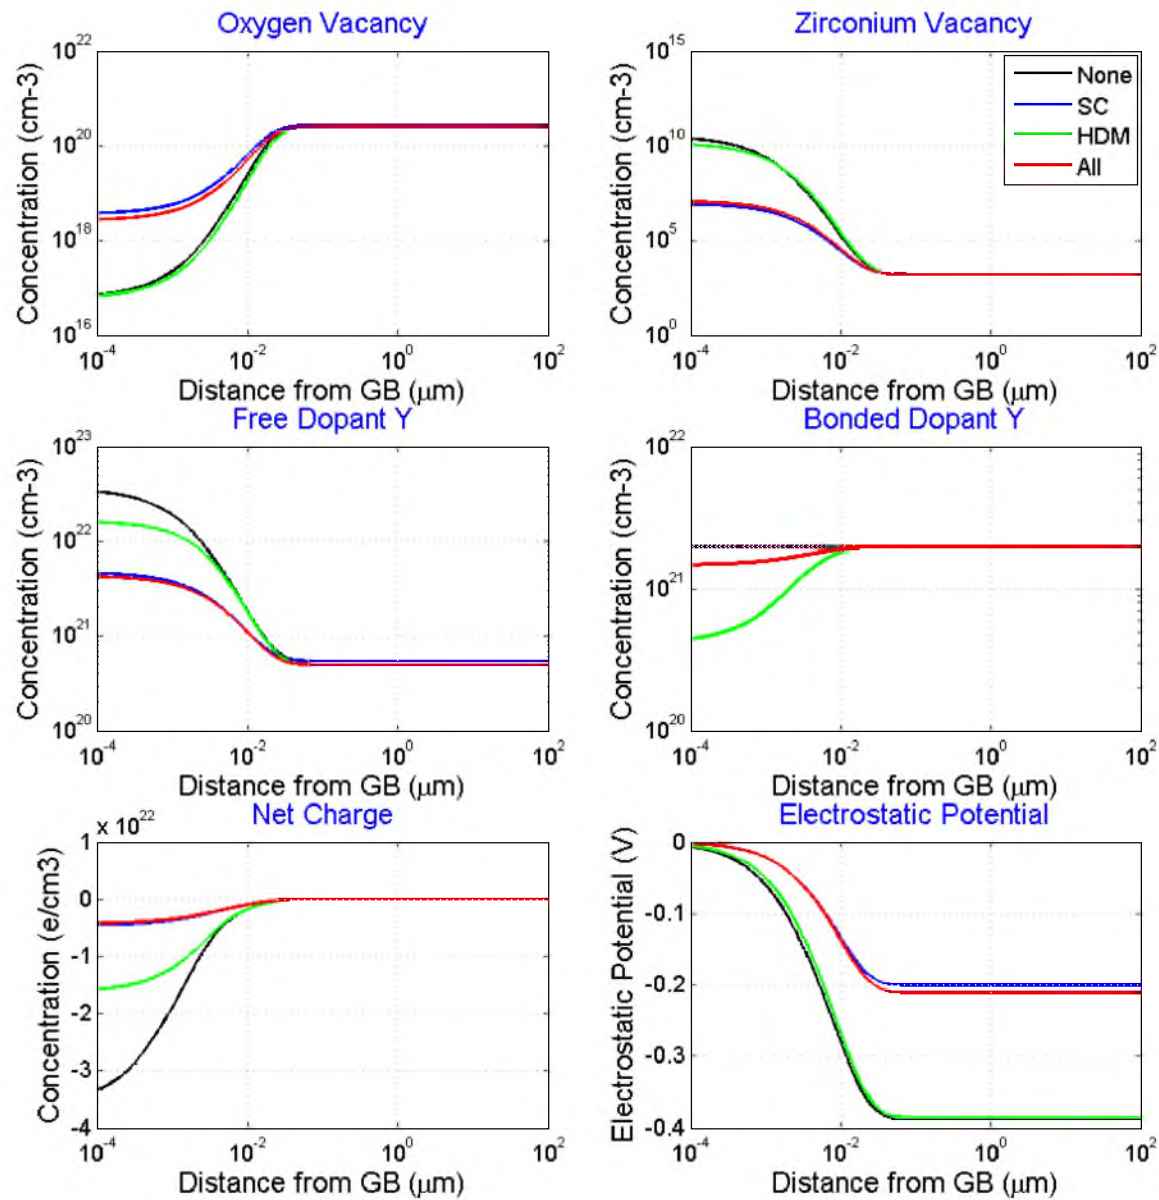 Oxygen Vacancy
Concentration (cm-3)
10^22
10^20
10^18
10^16
10^-4
10^-2
10^0
10^2
Distance from GB (μm)
Zirconium Vacancy
Concentration (cm-3)
10^15
10^10
10^5
10^0
None
SC
HDM
All
10^-4
10^-2
10^0
10^2
Distance from GB (μm)
Free Dopant Y
Concentration (cm-3)
10^23
10^22
10^21
10^20
10^-4
10^-2
10^0
10^2
Distance from GB (μm)
Bonded Dopant Y
Concentration (cm-3)
10^22
10^21
10^20
10^-4
10^-2
10^0
10^2
Distance from GB (μm)
Net Charge
x 10^22
Concentration (e/cm3)
1
0
-1
-2
-3
-4
10^-4
10^-2
10^0
10^2
Distance from GB (μm)
Electrostatic Potential
Electrostatic Potential (V)
0
-0.1
-0.2
-0.3
-0.4
10^-4
10^-2
10^0
10^2
Distance from GB (μm)